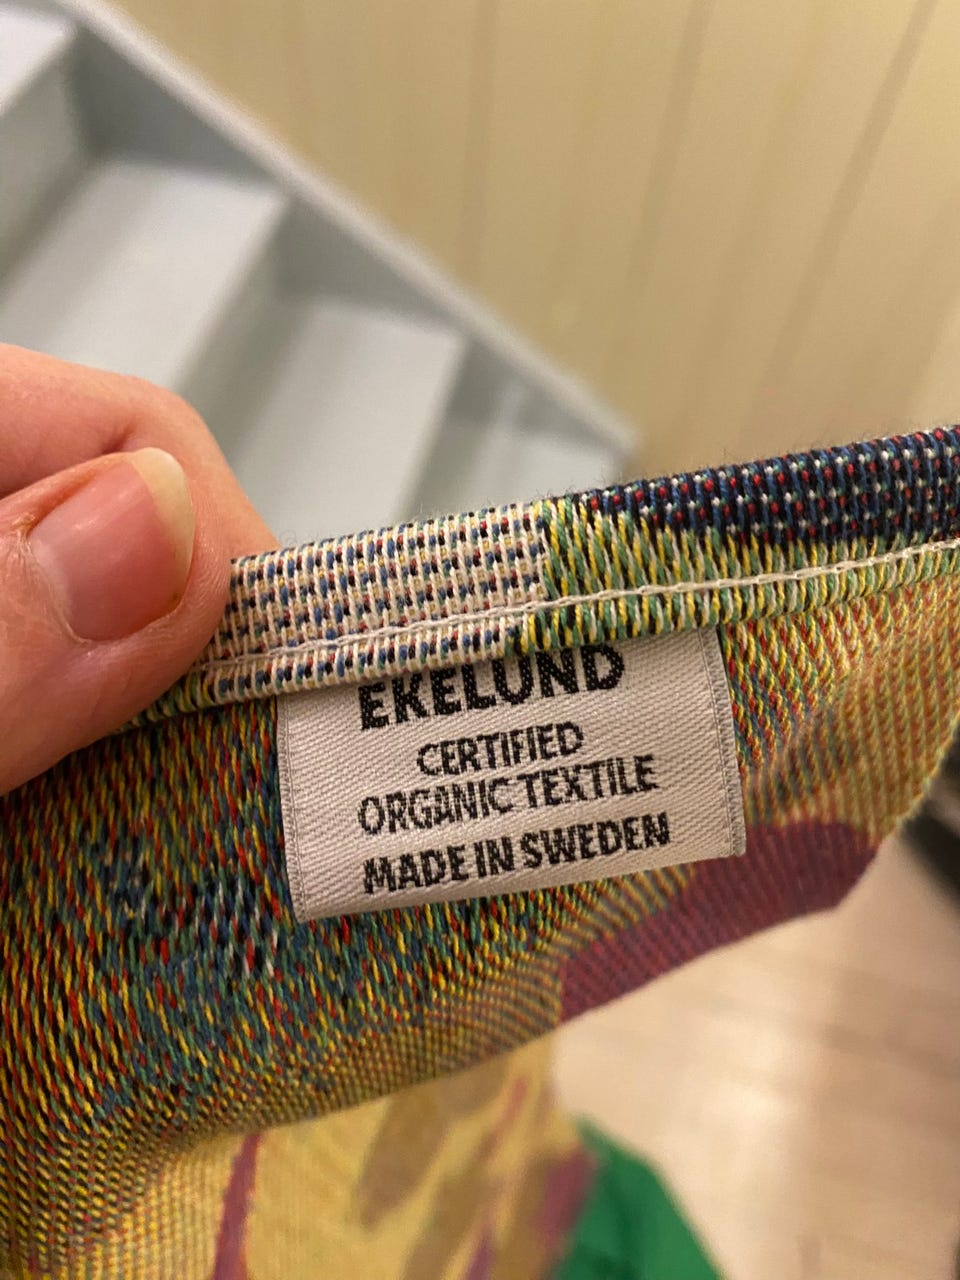 EKELUND
CERTIFIED
ORGANIC TEXTILE
MADE IN SWEDEN